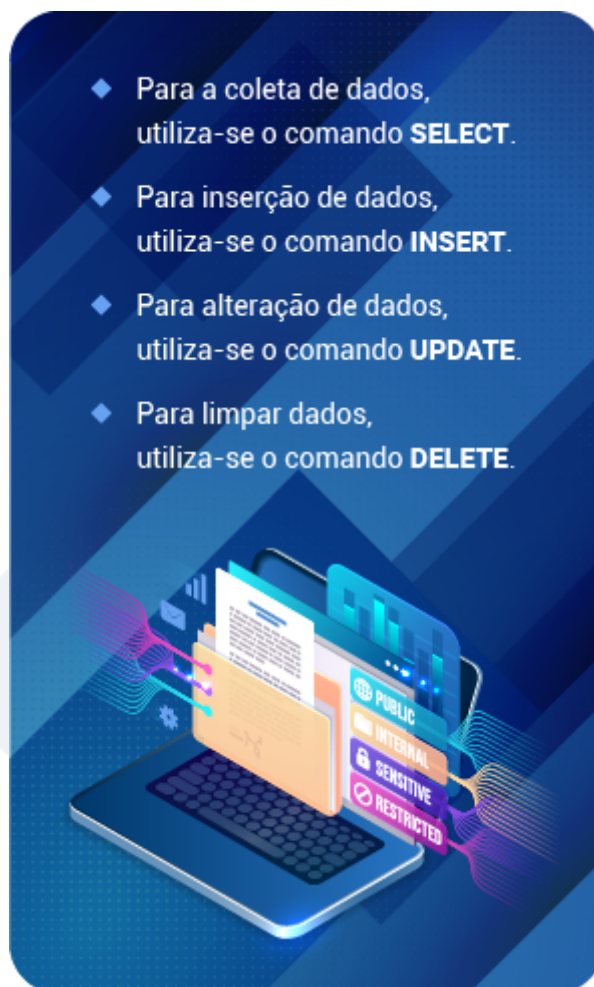 Para a coleta de dados,
utiliza-se o comando SELECT.
Para inserção de dados,
utiliza-se o comando INSERT.
Para alteração de dados,
utiliza-se o comando UPDATE.
Para limpar dados,
utiliza-se o comando DELETE.
PUBLIC
INTERNAL
SENSITIVE
RESTRICTED